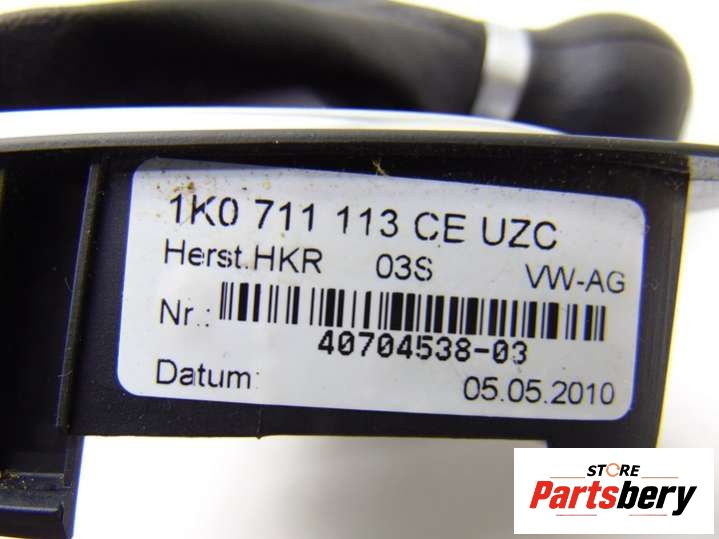 1K0 711 113 CE UZC
Herst.HKR 03S VW-AG
Nr.:
40704538-03
Datum: 05.05.2010
STORE
Partsbery